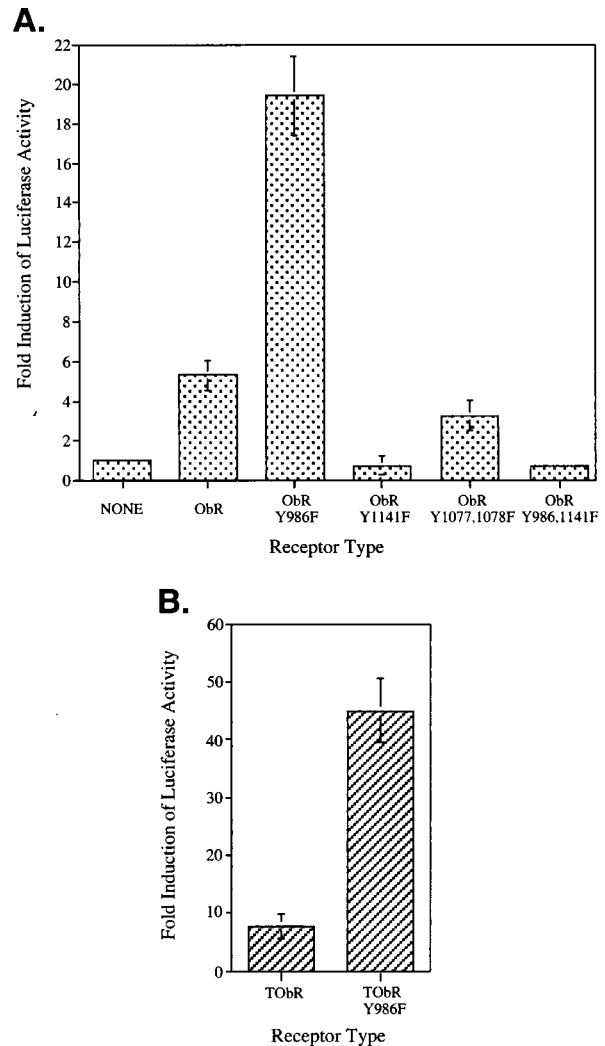 A.
Fold Induction of Luciferase Activity
22
20
18
16
14
12
10
8
6
4
2
0
NONE
ObR
ObR
Y986F
ObR
Y1141F
ObR
Y1077,1078F
ObR
Y986,1141F
Receptor Type
B.
Fold Induction of Luciferase Activity
60
50
40
30
20
10
0
TObR
TObR
Y986F
Receptor Type